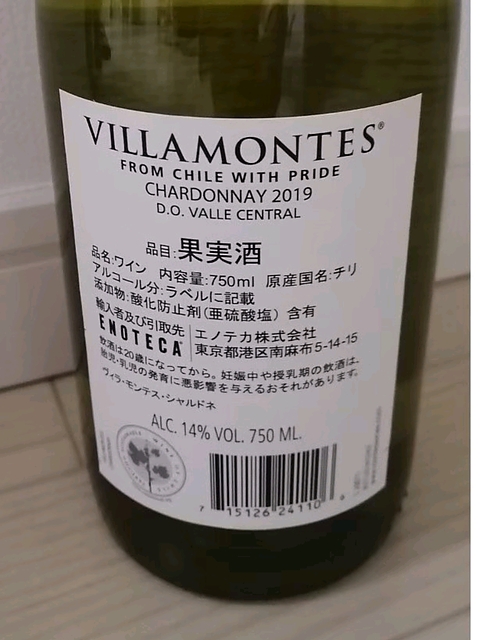 VILLAMONTES®
FROM CHILE WITH PRIDE
CHARDONNAY 2019
D.O. VALLE CENTRAL
品目:果実酒
品名:ワイン 内容量:750ml 原産国名:チリ
アルコール分:ラベルに記載
添加物:酸化防止剤(亜硫酸塩)含有
輸入者及び引取先
ENOTECA
エノテカ株式会社
東京都港区南麻布5-14-15
飲酒は20歳になってから。妊娠中や授乳期の飲酒は、
胎児・乳児の発育に悪影響を与えるおそれがあります。
ヴィラ・モンテス・シャルドネ
ALC. 14% VOL. 750 ML.
7 15126 24110 6